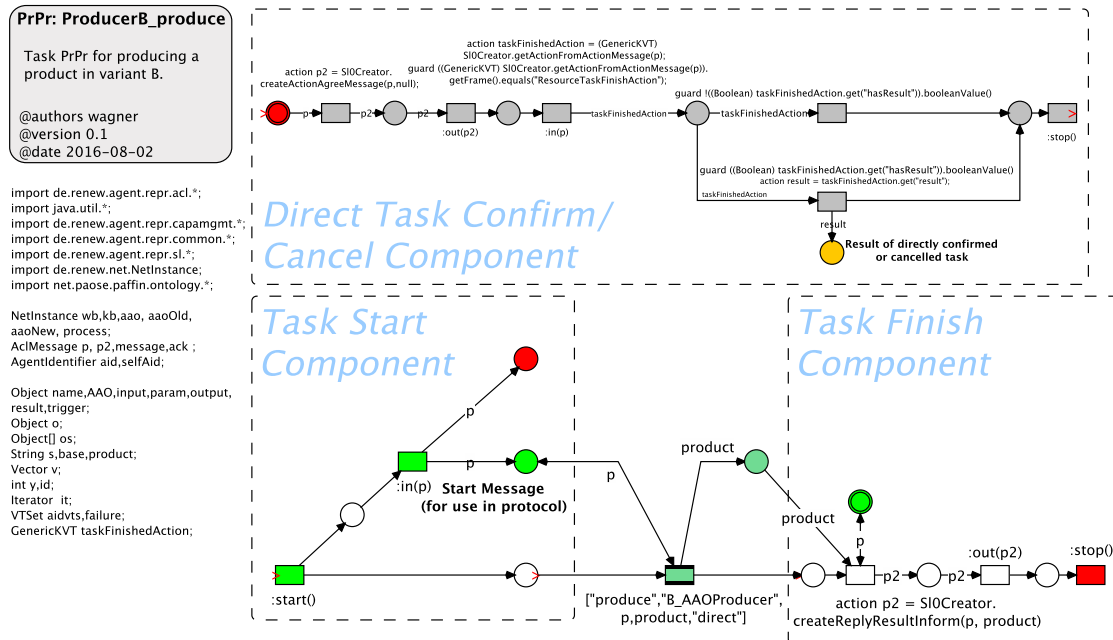 PrPr: ProducerB_produce
Task PrPr for producing a
product in variant B.
@authors wagner
@version 0.1
@date 2016-08-02
import de.renew.agent.repr.acl.*;
import java.util.*;
import de.renew.agent.repr.capamgmt.*;
import de.renew.agent.repr.common.*;
import de.renew.agent.repr.sl.*;
import de.renew.net.NetInstance;
import net.paose.paffin.ontology.*;
NetInstance wb,kb,aao, aaoOld,
aaoNew, process;
AclMessage p, p2,message,ack ;
AgentIdentifier aid,selfAid;
Object name,AAO,input,param,output,
result,trigger;
Object o;
Object[] os;
String s,base,product;
Vector v;
int y,id;
Iterator  it;
VTSet aidvts,failure;
GenericKVT taskFinishedAction;
action taskFinishedAction = (GenericKVT)
Sl0Creator.getActionFromActionMessage(p);
guard ((GenericKVT) Sl0Creator.getActionFromActionMessage(p)).
getFrame().equals("ResourceTaskFinishAction");
action p2 = Sl0Creator.
createActionAgreeMessage(p,null);
guard !((Boolean) taskFinishedAction.get("hasResult")).booleanValue()
p
p2
p2
taskFinishedAction
taskFinishedAction
:out(p2)
:in(p)
:stop()
guard ((Boolean) taskFinishedAction.get("hasResult")).booleanValue()
action result = taskFinishedAction.get("result");
taskFinishedAction
result
Result of directly confirmed
or cancelled task
Direct Task Confirm/
Cancel Component
Task Start
Component
p
p
:in(p)
Start Message
(for use in protocol)
:start()
p
product
product
["produce","B_AAOProducer",
p,product,"direct"]
Task Finish
Component
p
p2
p2
:out(p2)
:stop()
action p2 = Sl0Creator.
createReplyResultInform(p, product)